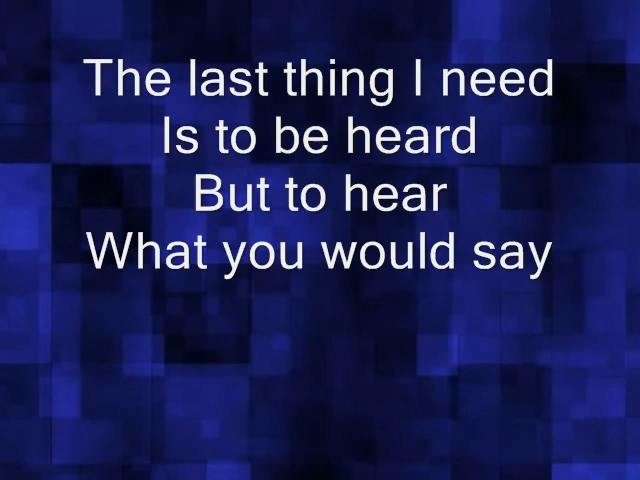 The last thing I need
Is to be heard
But to hear
What you would say